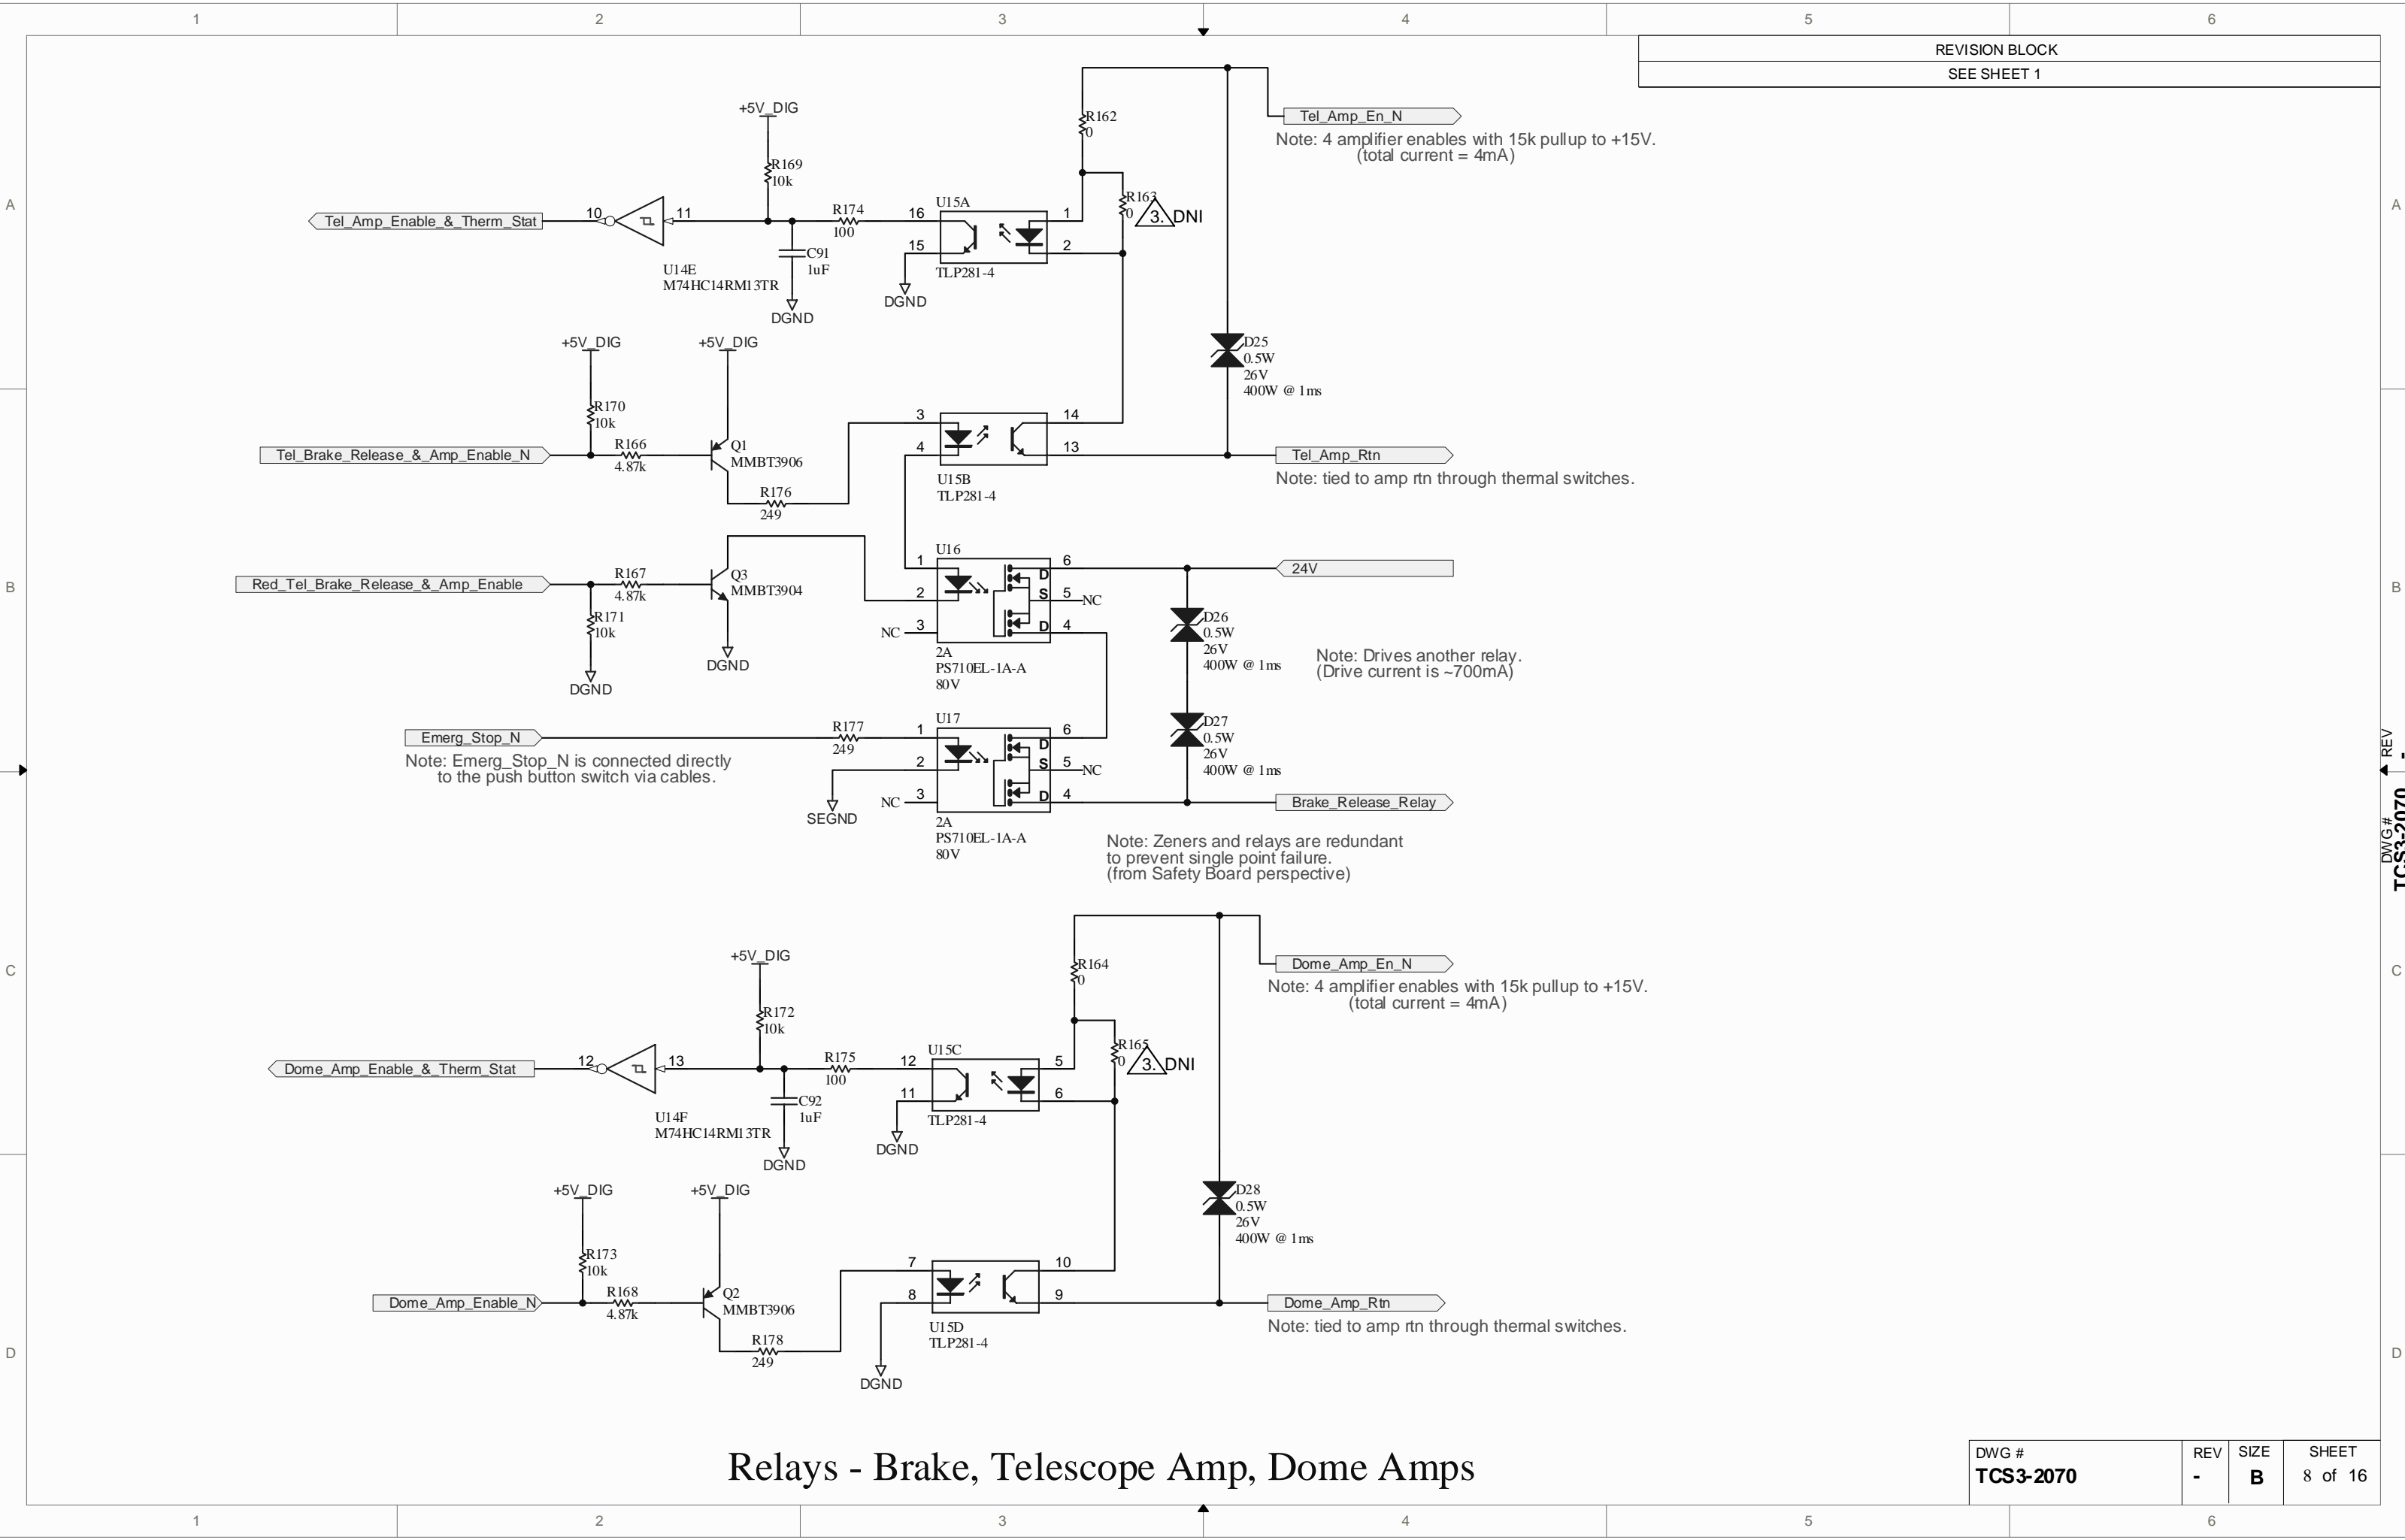 1 2 3 4 5 6
REVISION BLOCK
SEE SHEET 1
+5V_DIG
R162
0
Tel_Amp_En_N
Note: 4 amplifier enables with 15k pullup to +15V.
(total current = 4mA)
R169
10k
R163
0
3. DNI
A
A
Tel_Amp_Enable_&_Therm_Stat
10
11
R174
100
16
U15A
1
15
2
TLP281-4
C91
1uF
U14E
M74HC14RM13TR
DGND
DGND
+5V_DIG
+5V_DIG
D25
0.5W
26V
400W @ 1ms
R170
10k
3
14
Tel_Brake_Release_&_Amp_Enable_N
R166
4.87k
Q1
MMBT3906
4
13
Tel_Amp_Rtn
Note: tied to amp rtn through thermal switches.
U15B
TLP281-4
R176
249
U16
1
6
24V
D
B
B
Red_Tel_Brake_Release_&_Amp_Enable
R167
4.87k
Q3
MMBT3904
2
S
5
NC
R171
10k
NC
3
D
4
D26
0.5W
26V
400W @ 1ms
2A
PS710EL-1A-A
80V
DGND
DGND
Note: Drives another relay.
(Drive current is ~700mA)
U17
Emerg_Stop_N
R177
249
1
6
D
Note: Emerg_Stop_N is connected directly
to the push button switch via cables.
2
S
5
NC
D27
0.5W
26V
400W @ 1ms
NC
3
D
4
Brake_Release_Relay
SEGND
2A
PS710EL-1A-A
80V
Note: Zeners and relays are redundant
to prevent single point failure.
(from Safety Board perspective)
REV
-
DWG #
TCS3-2070
+5V_DIG
R164
0
Dome_Amp_En_N
Note: 4 amplifier enables with 15k pullup to +15V.
(total current = 4mA)
C
C
R172
10k
R165
0
3. DNI
Dome_Amp_Enable_&_Therm_Stat
12
13
R175
100
12
U15C
5
11
6
TLP281-4
C92
1uF
U14F
M74HC14RM13TR
DGND
DGND
+5V_DIG
+5V_DIG
D28
0.5W
26V
400W @ 1ms
R173
10k
7
10
Dome_Amp_Enable_N
R168
4.87k
Q2
MMBT3906
8
9
Dome_Amp_Rtn
Note: tied to amp rtn through thermal switches.
U15D
TLP281-4
R178
249
D
D
DGND
Relays - Brake, Telescope Amp, Dome Amps
DWG #
TCS3-2070
REV
-
SIZE
B
SHEET
8 of 16
1 2 3 4 5 6